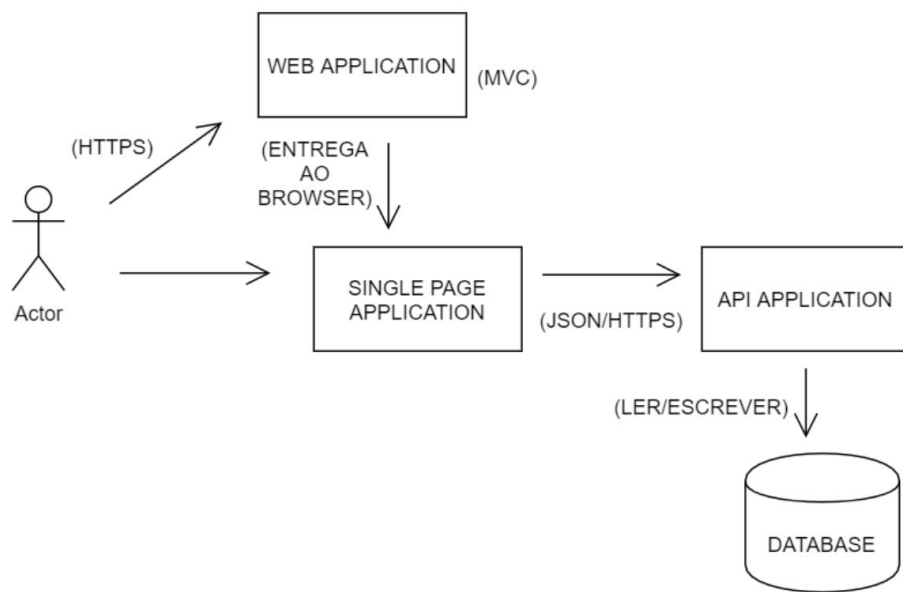 WEB APPLICATION
(MVC)
(HTTPS)
(ENTREGA
AO
BROWSER)
Actor
SINGLE PAGE
APPLICATION
(JSON/HTTPS)
API APPLICATION
(LER/ESCREVER)
DATABASE